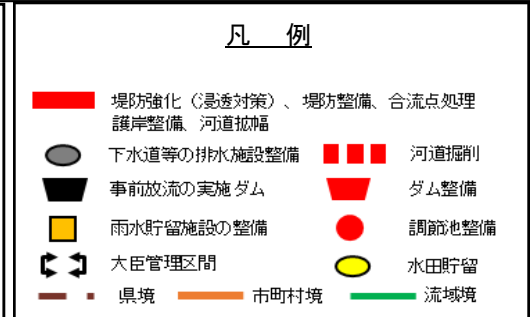 凡 例
堤防強化（浸透対策）、堤防整備、合流点処理
護岸整備、河道拡幅
下水道等の排水施設整備 河道掘削
事前放流の実施ダム ダム整備
雨水貯留施設の整備 調節池整備
大臣管理区間 水田貯留
県境 市町村境 流域境